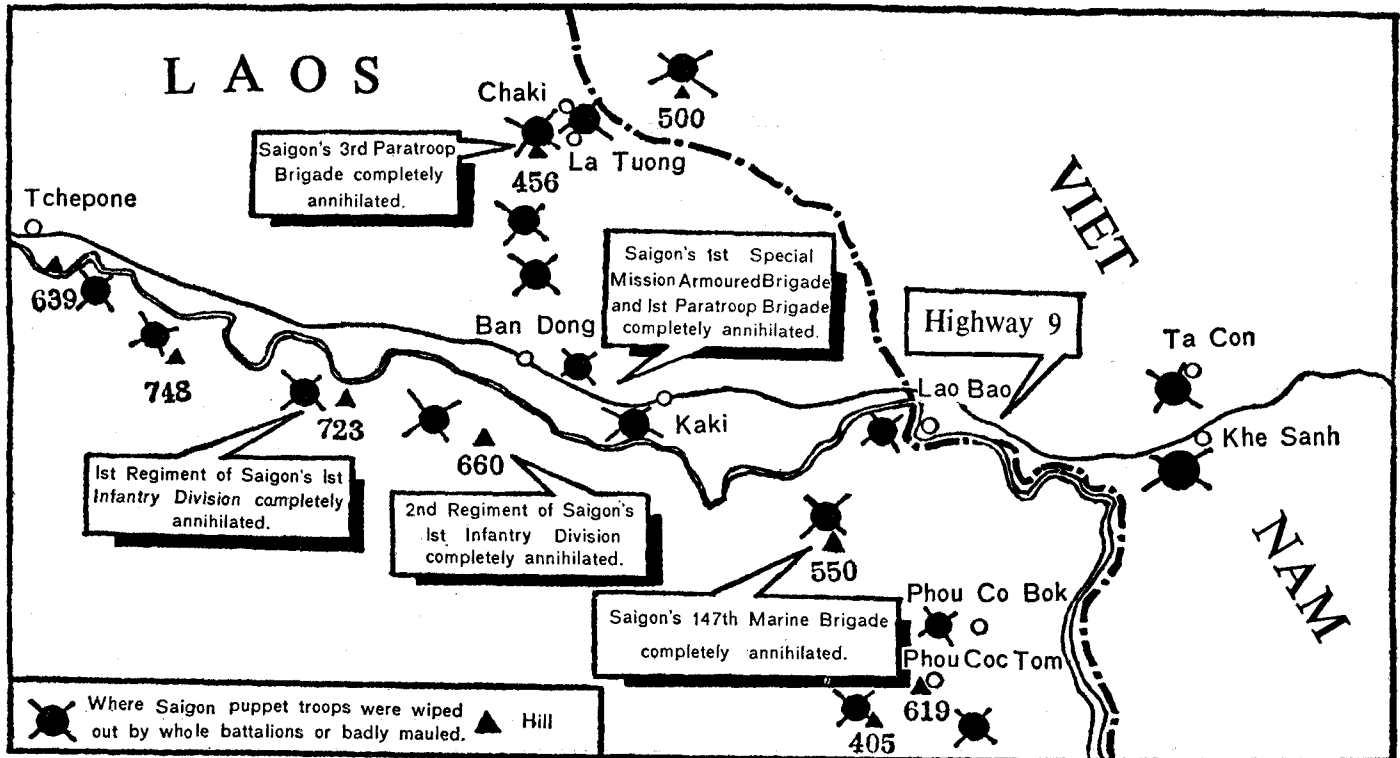 LAOS
Chaki
500
La Tuong
456
Saigon's 3rd Paratroop
Brigade completely
annihilated.
Tchepone
639
748
723
660
Saigon's 1st Special
Mission Armoured Brigade
and Ist Paratroop Brigade
completely annihilated.
Ban Dong
Kaki
VIET
NAM
Highway 9
Lao Bao
Ta Con
Khe Sanh
Ist Regiment of Saigon's Ist
Infantry Division completely
annihilated.
2nd Regiment of Saigon's
Ist Infantry Division
completely annihilated.
550
Saigon's 147th Marine Brigade
completely annihilated.
Phou Co Bok
Phou Coc Tom
619
405
Where Saigon puppet troops were wiped
out by whole battalions or badly mauled.
Hill